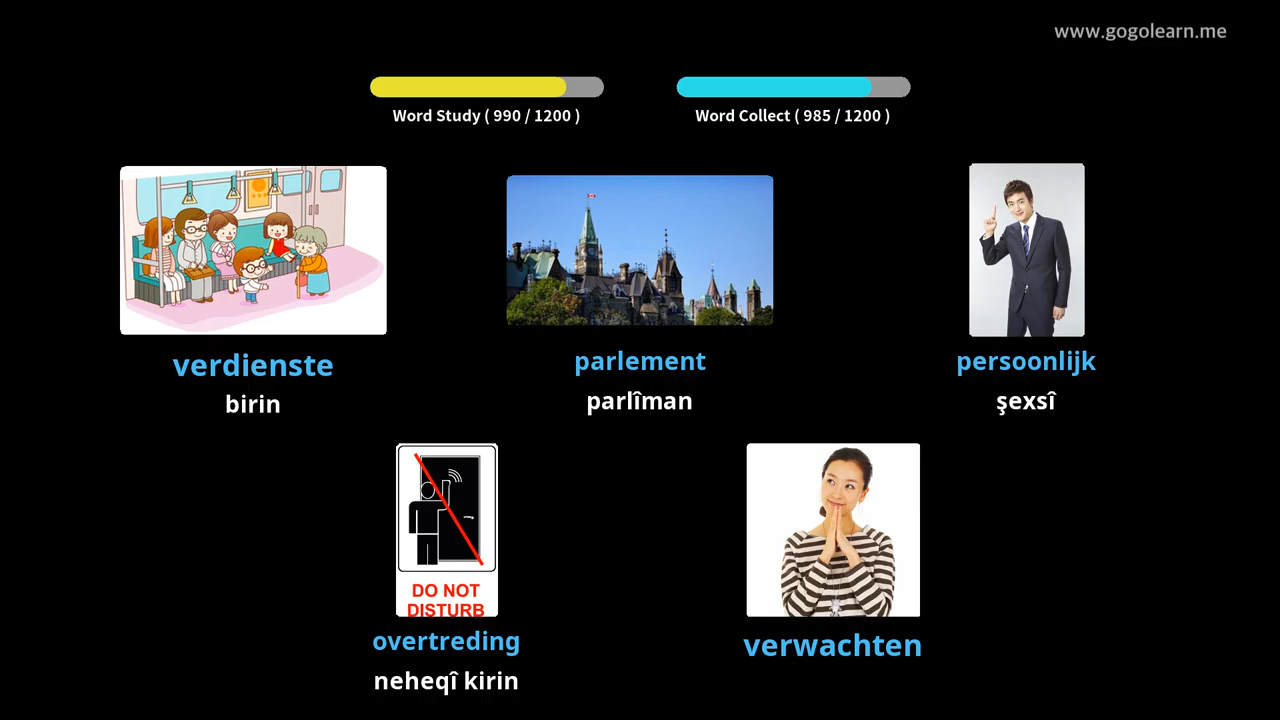 www.gogolearn.me
Word Study ( 990 / 1200 )
Word Collect ( 985 / 1200 )
verdienste
birin
parlement
parlîman
persoonlijk
şexsî
DO NOT
DISTURB
overtreding
neheqî kirin
verwachten